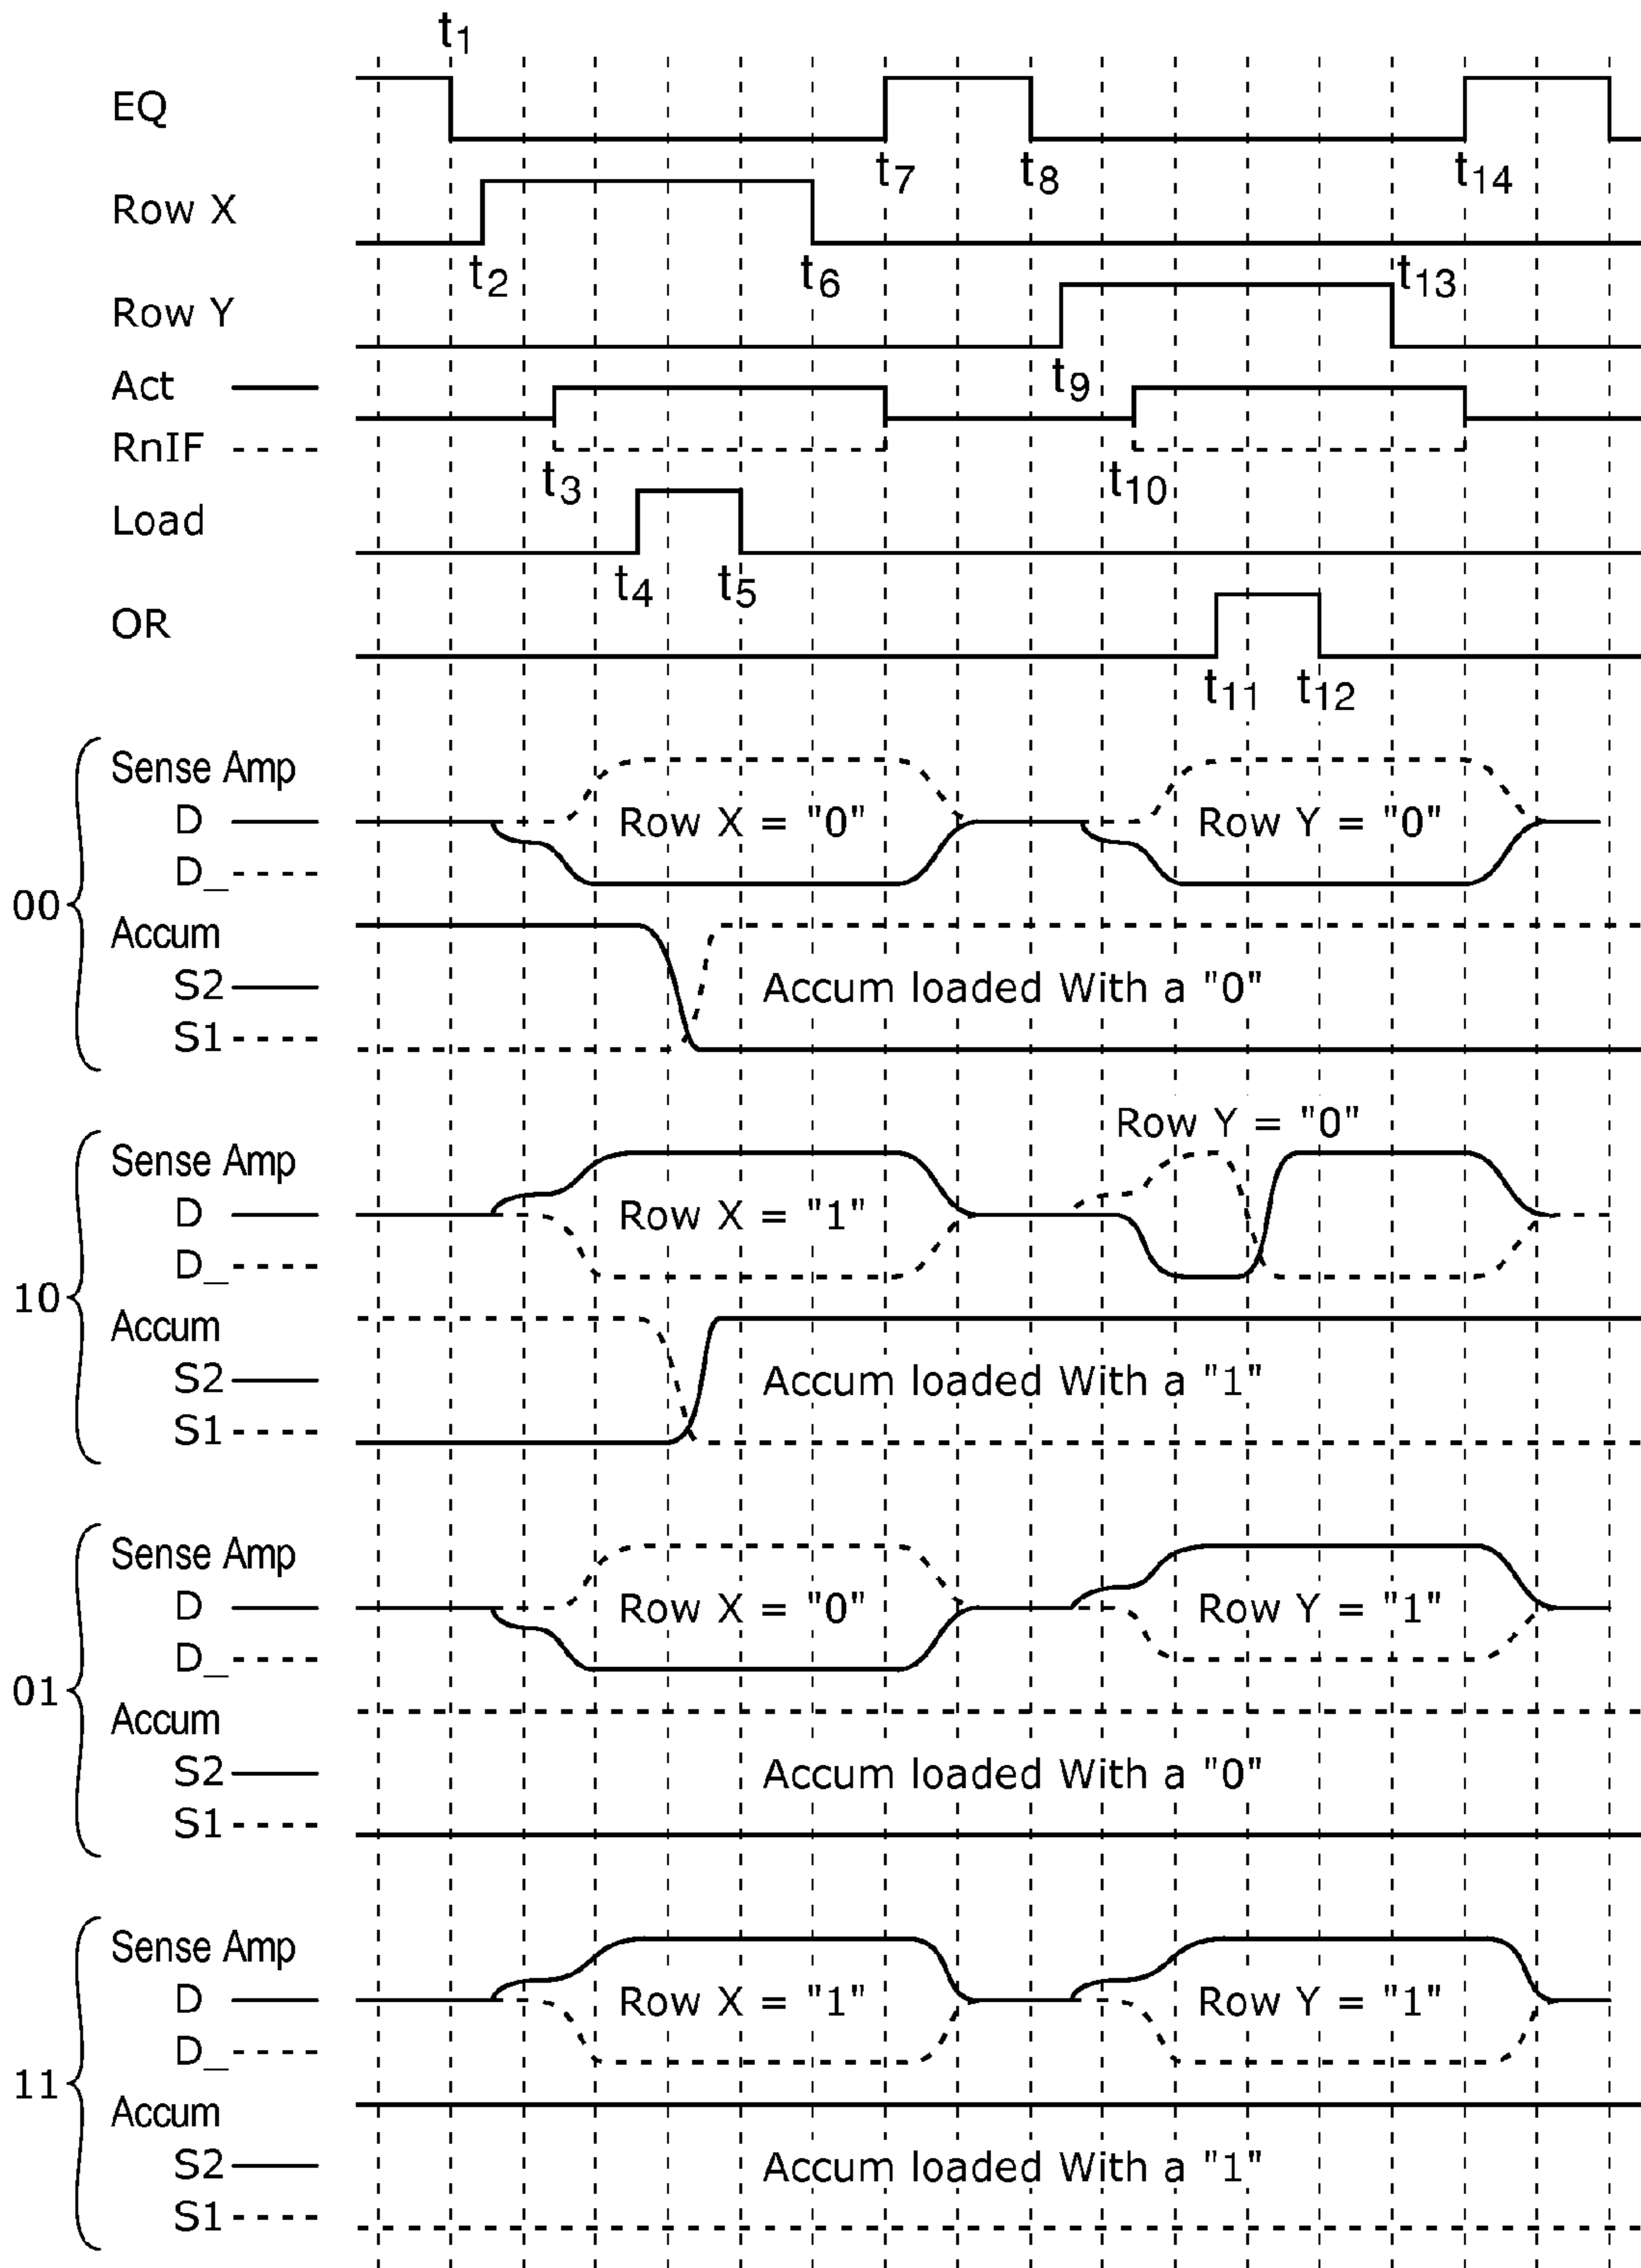 t1
EQ
t7 t8 t14
Row X
t2 t6 t13
Row Y
Act
t9
RnIF
t3 t10
Load
t4 t5
OR
t11 t12
00
Sense Amp
D
Row X = "0" Row Y = "0"
D_
Accum
S2
Accum loaded With a "0"
S1
10
Row Y = "0"
Sense Amp
D
Row X = "1"
D_
Accum
S2
Accum loaded With a "1"
S1
01
Sense Amp
D
Row X = "0" Row Y = "1"
D_
Accum
S2
Accum loaded With a "0"
S1
11
Sense Amp
D
Row X = "1" Row Y = "1"
D_
Accum
S2
Accum loaded With a "1"
S1